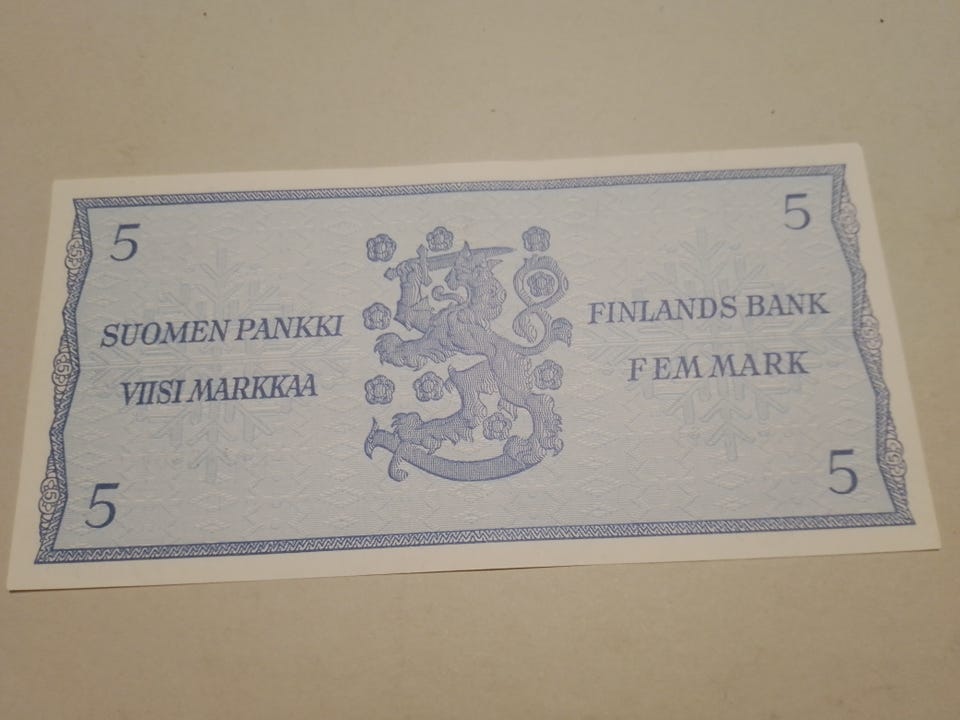 5
5
SUOMEN PANKKI
FINLANDS BANK
VIISI MARKKAA
FEM MARK
5
5